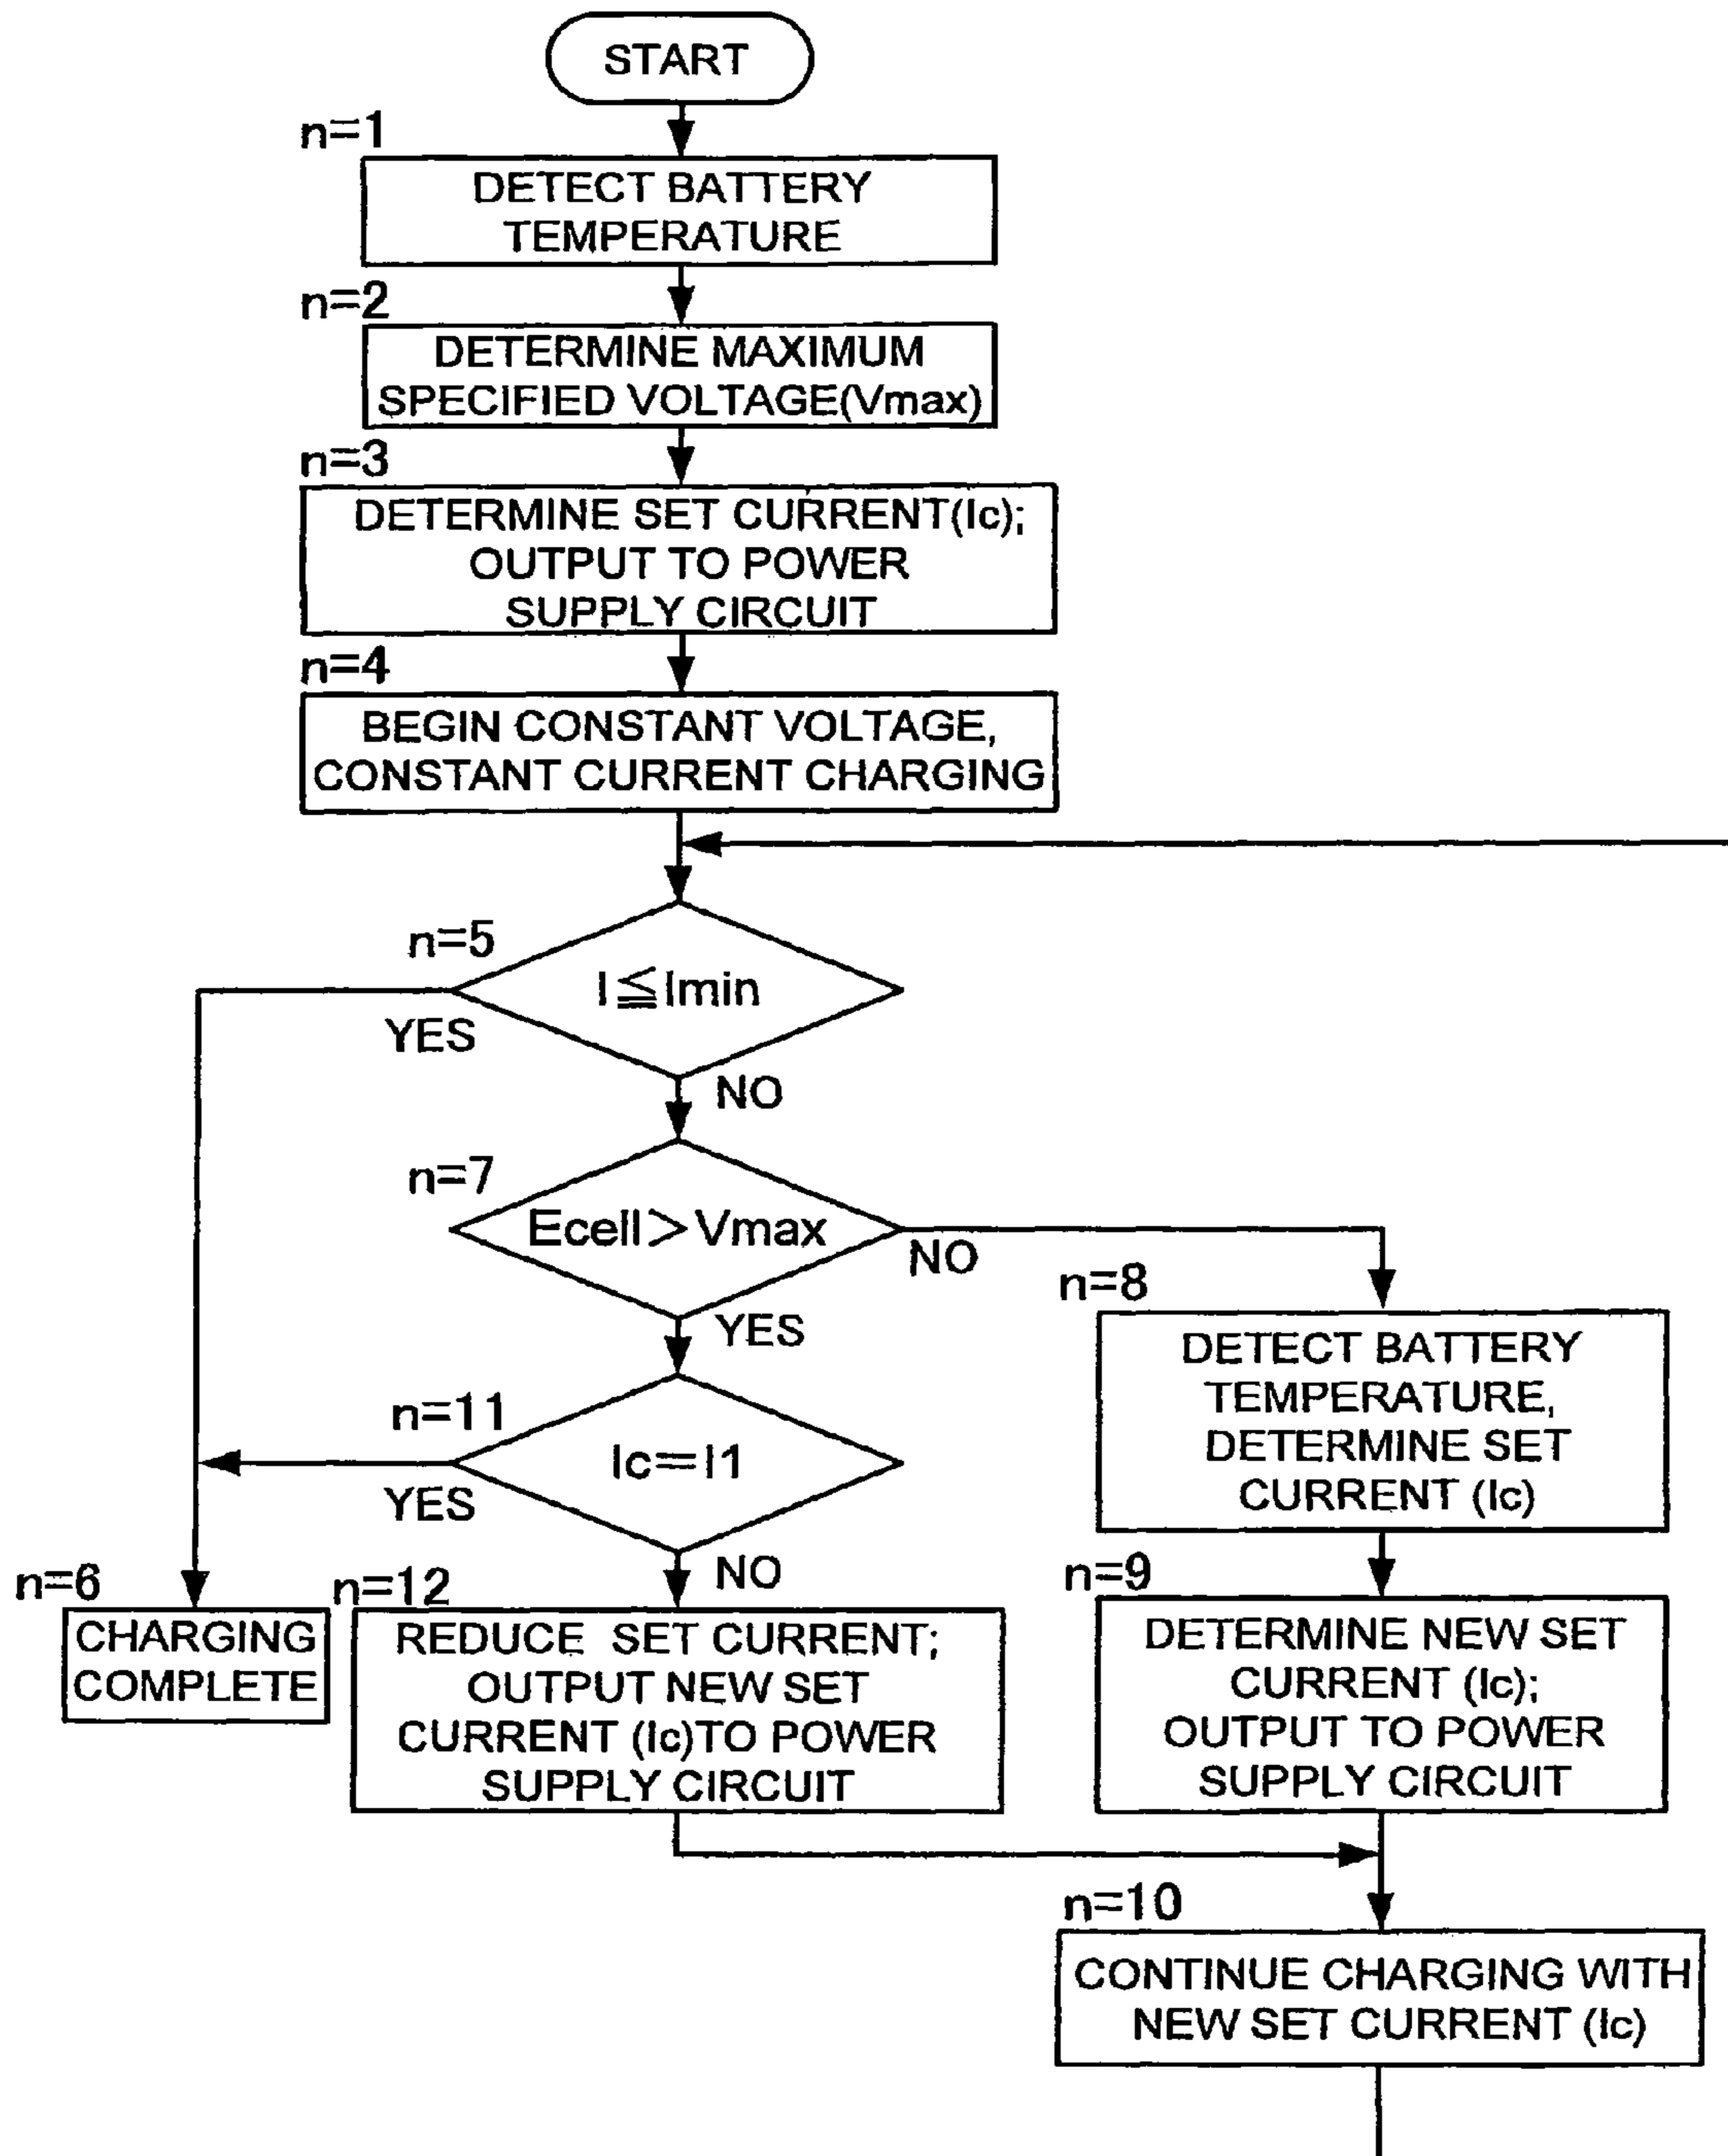 START
n=1
DETECT BATTERY
TEMPERATURE
n=2
DETERMINE MAXIMUM
SPECIFIED VOLTAGE(Vmax)
n=3
DETERMINE SET CURRENT(Ic);
OUTPUT TO POWER
SUPPLY CIRCUIT
n=4
BEGIN CONSTANT VOLTAGE,
CONSTANT CURRENT CHARGING
n=5
I≦Imin
YES
NO
n=7
Ecell>Vmax
NO
YES
n=8
DETECT BATTERY
TEMPERATURE,
DETERMINE SET
CURRENT (Ic)
n=11
Ic=I1
YES
NO
n=6
CHARGING
COMPLETE
n=12
REDUCE SET CURRENT;
OUTPUT NEW SET
CURRENT (Ic)TO POWER
SUPPLY CIRCUIT
n=9
DETERMINE NEW SET
CURRENT (Ic);
OUTPUT TO POWER
SUPPLY CIRCUIT
n=10
CONTINUE CHARGING WITH
NEW SET CURRENT (Ic)